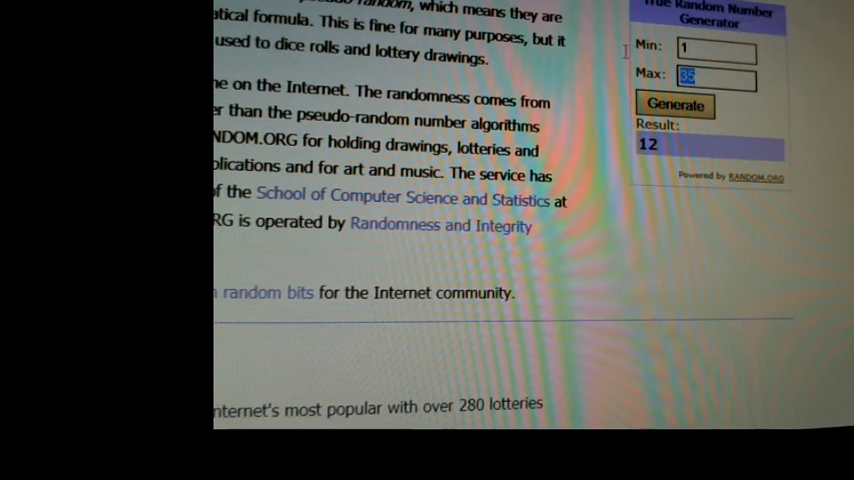 random, which means they are
atical formula. This is fine for many purposes, but it
used to dice rolls and lottery drawings.
ne on the Internet. The randomness comes from
er than the pseudo-random number algorithms
NDOM.ORG for holding drawings, lotteries and
plications and for art and music. The service has
of the School of Computer Science and Statistics at
RG is operated by Randomness and Integrity
random bits for the Internet community.
nternet's most popular with over 280 lotteries
True Random Number
Generator
Min: 1
Max: 35
Generate
Result:
12
Powered by RANDOM.ORG